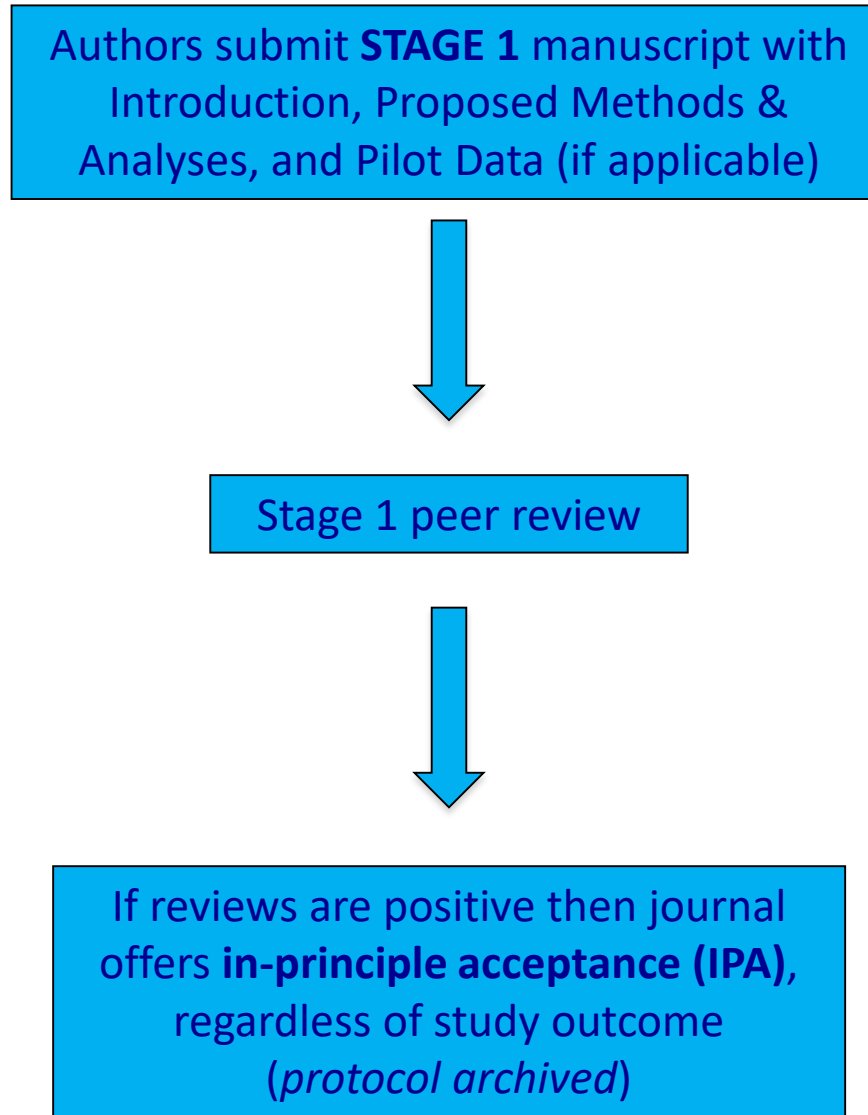 Authors submit STAGE 1 manuscript with
Introduction, Proposed Methods &
Analyses, and Pilot Data (if applicable)
Stage 1 peer review
If reviews are positive then journal
offers in-principle acceptance (IPA),
regardless of study outcome
(protocol archived)